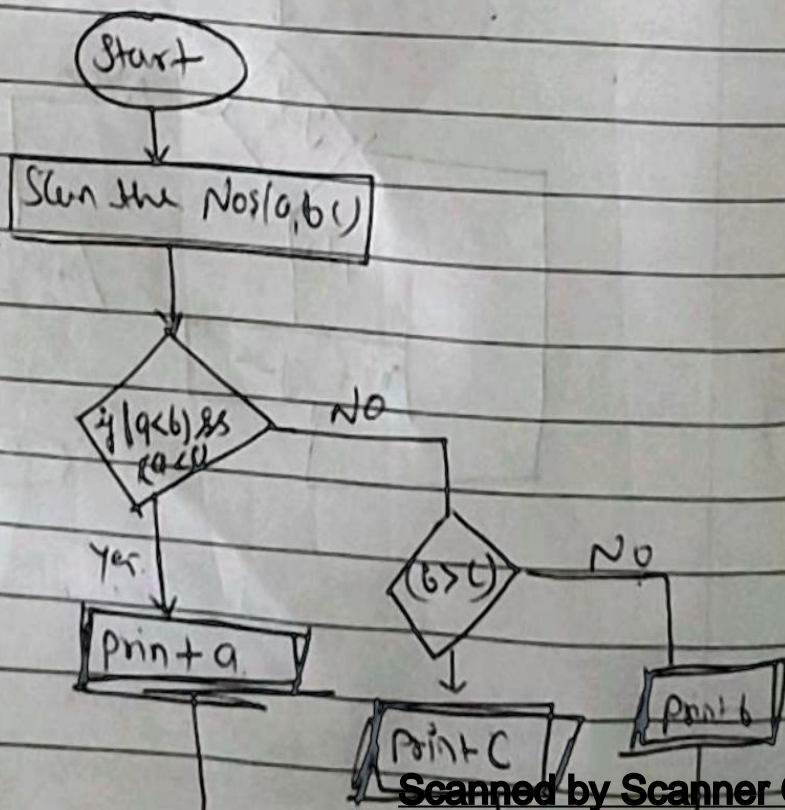 Start
Scan the Nos(a,b c)
if (a<b) &&
(a<c)
NO
Yes.
(b> c)
NO
print a
print b
print C
Scanned by Scanner